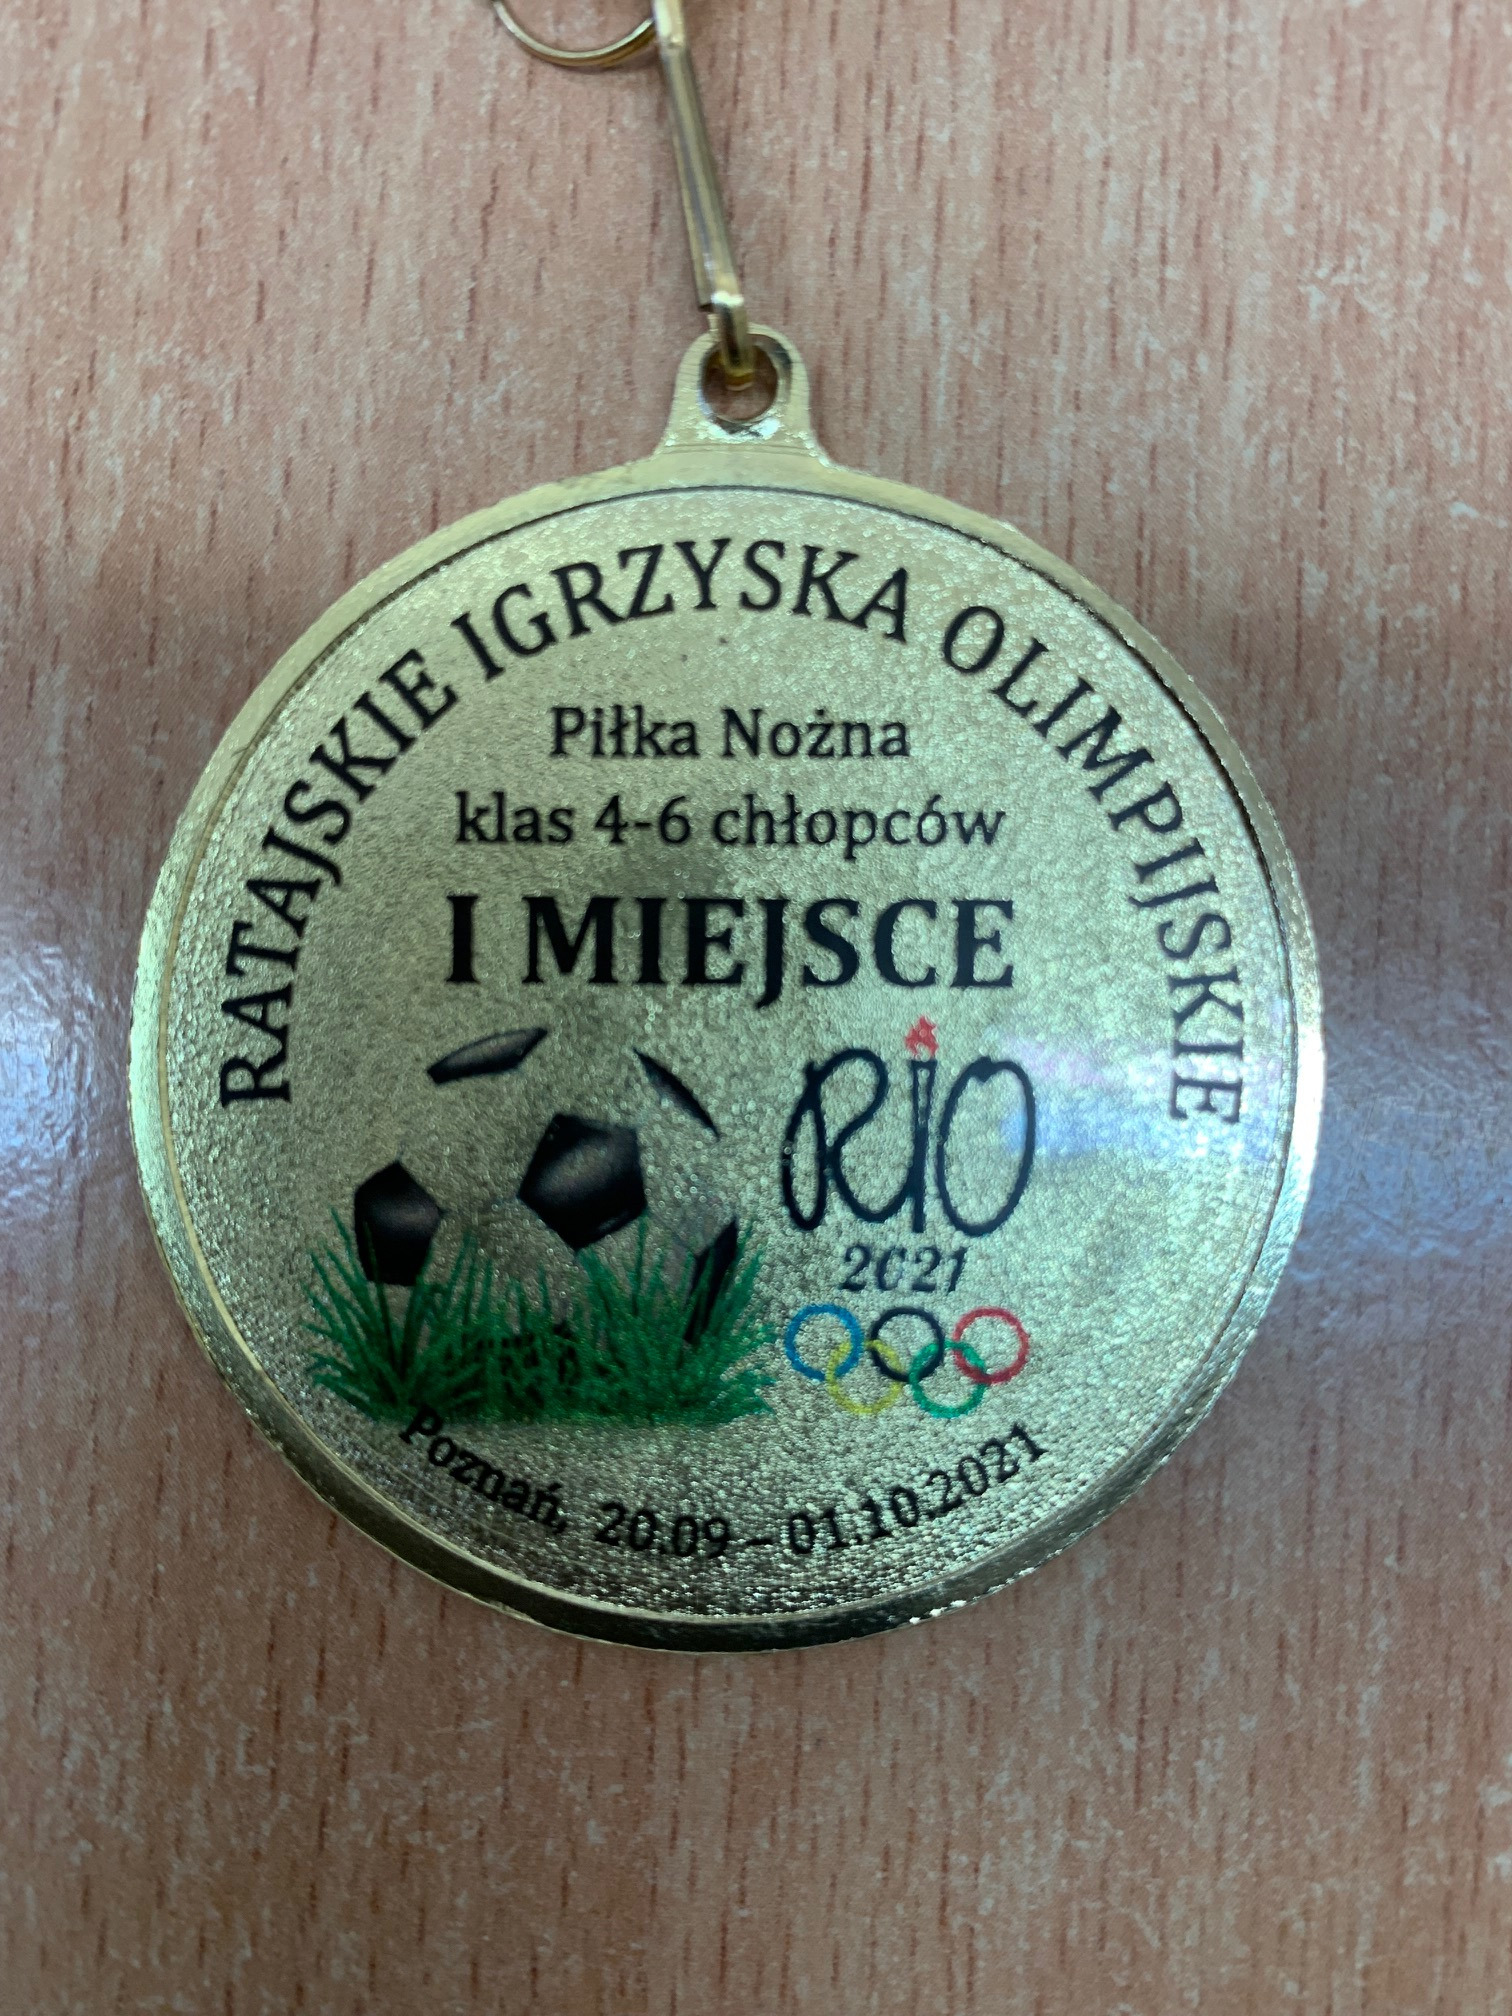 RATAJSKIE IGRZYSKA OLIMPIJSKIE
Piłka Nożna
klas 4-6 chłopców
I MIEJSCE
RIO
2021
Poznań, 20.09 - 01.10.2021